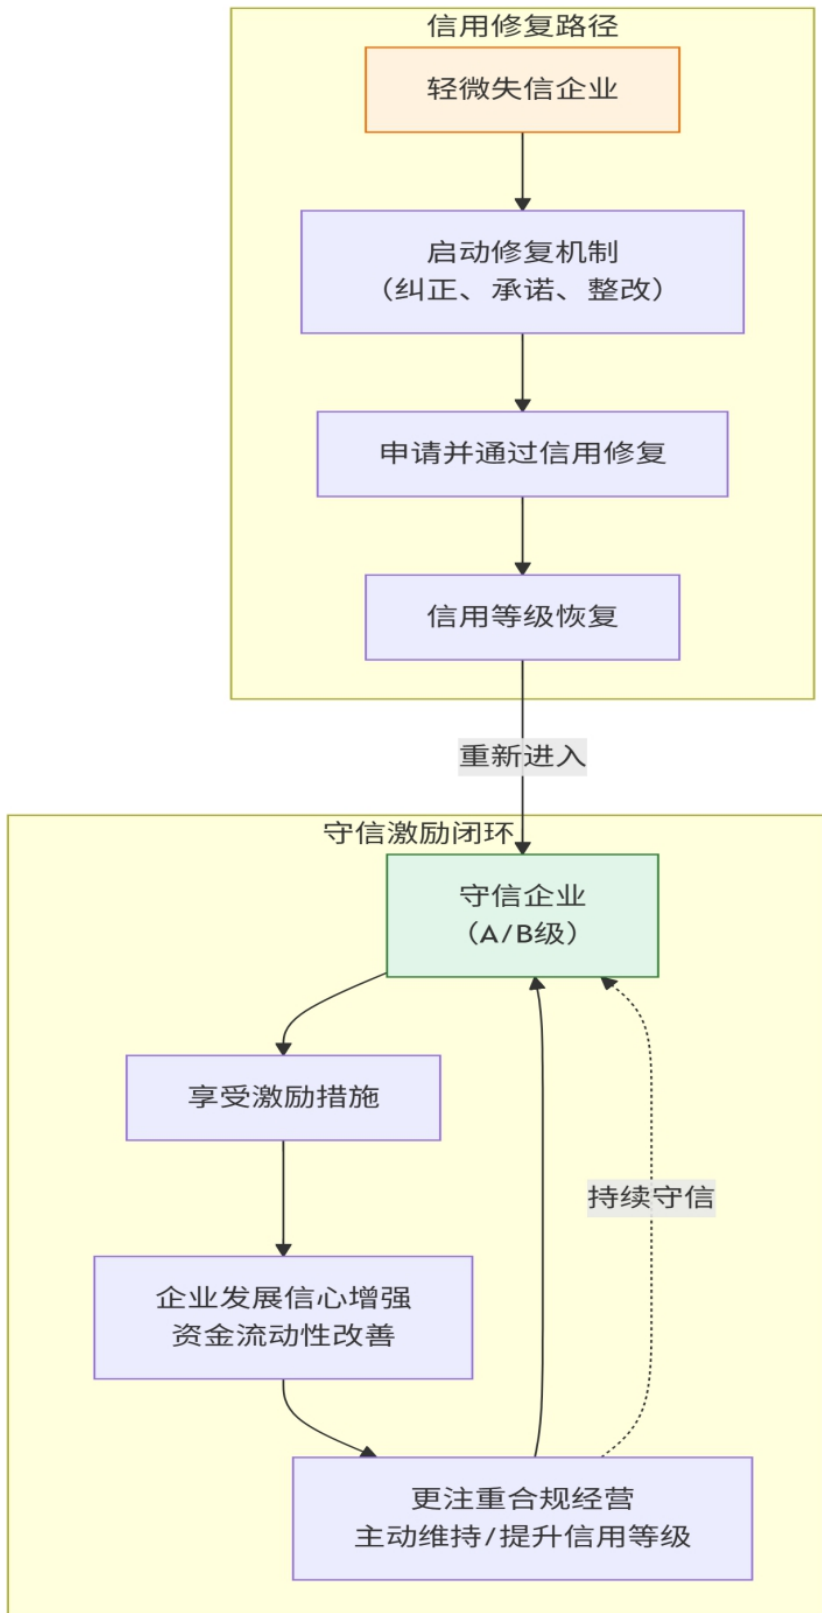 信用修复路径
轻微失信企业
启动修复机制
（纠正、承诺、整改）
申请并通过信用修复
信用等级恢复
重新进入
守信激励闭环
守信企业
（A/B级）
享受激励措施
持续守信
企业发展信心增强
资金流动性改善
更注重合规经营
主动维持/提升信用等级